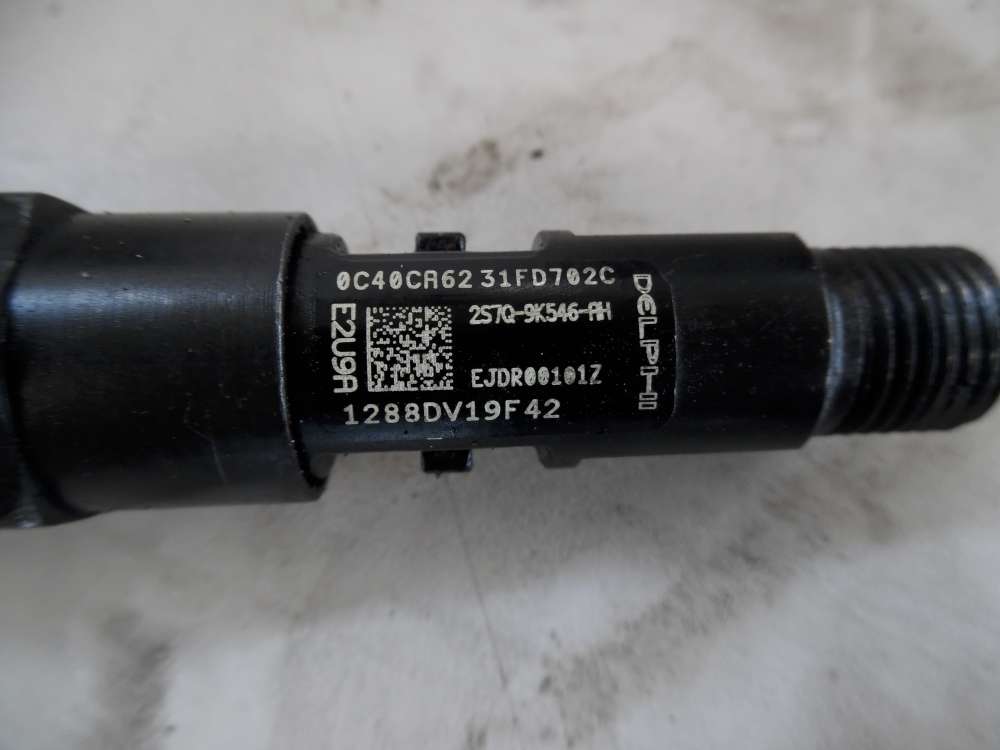 0C40CA62 31FD702C
2S7Q-9K546-AH
EJDR00101Z
1288DV19F42
E2U9A
DELPHI